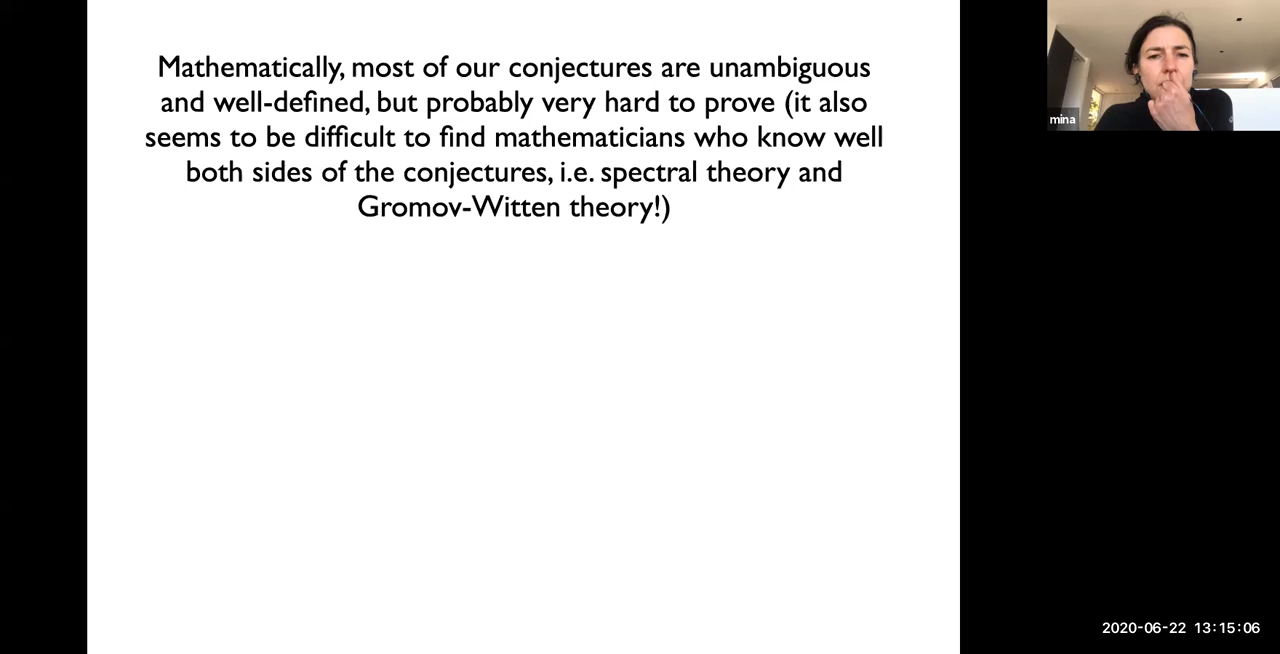 Mathematically, most of our conjectures are unambiguous
and well-defined, but probably very hard to prove (it also
seems to be difficult to find mathematicians who know well
both sides of the conjectures, i.e. spectral theory and
Gromov-Witten theory!)
mina
2020-06-22 13:15:06